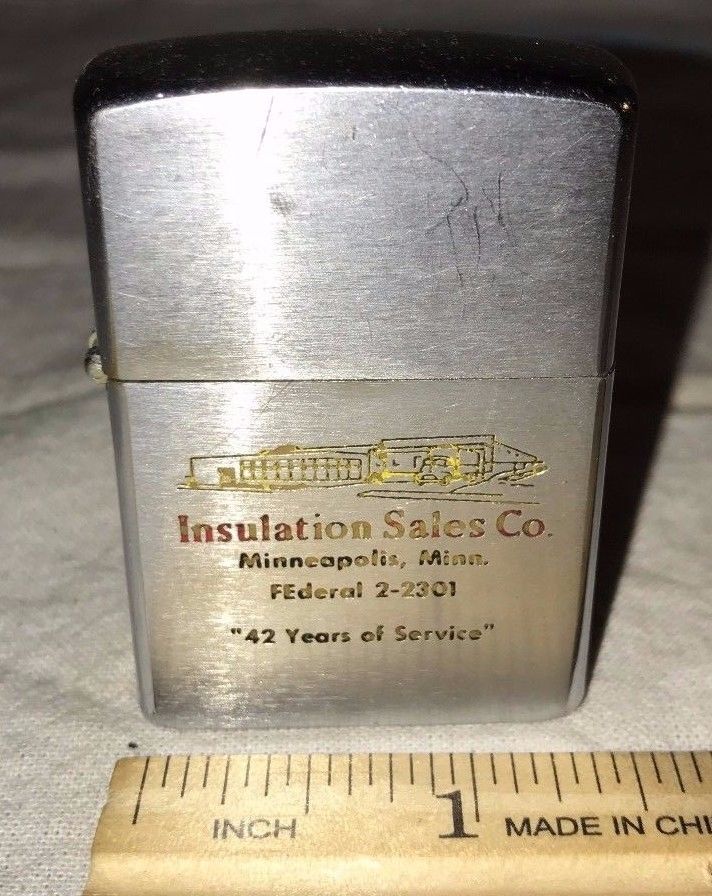 Insulation Sales Co.
Minneapolis, Minn.
FEderal 2-2301
"42 Years of Service"
INCH 1 MADE IN CHI